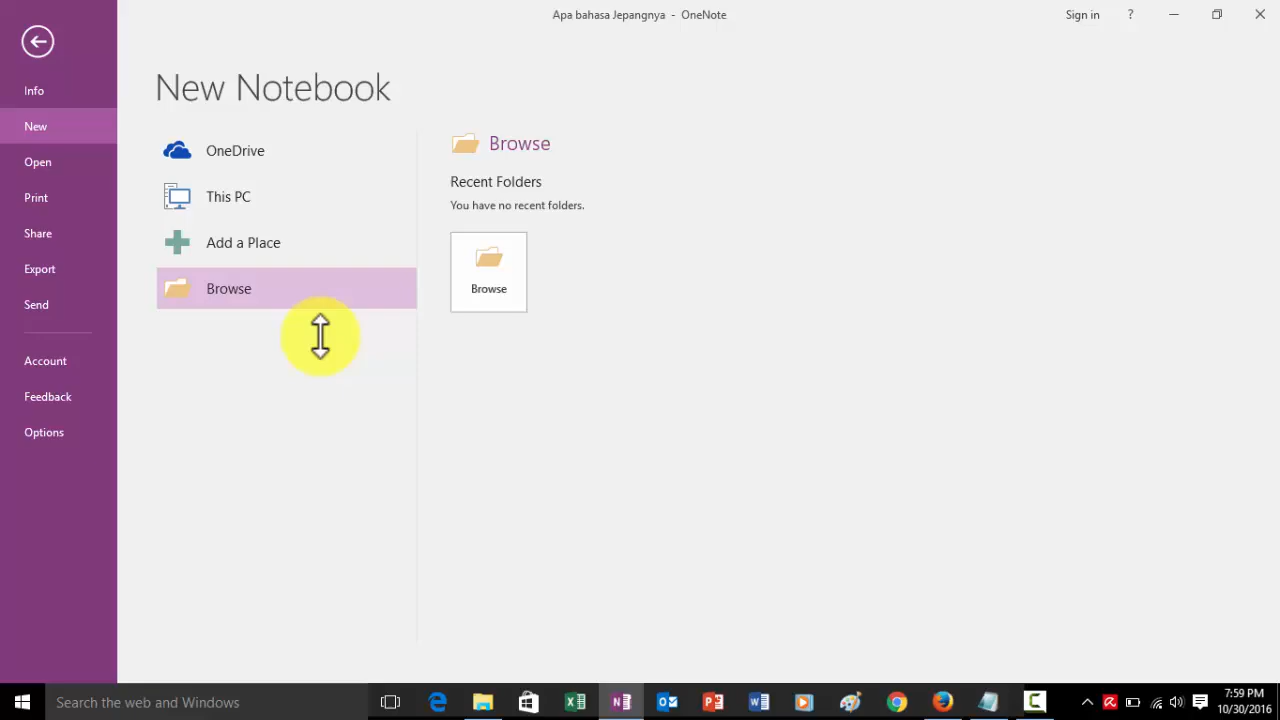 Apa bahasa Jepangnya - OneNote
Sign in
?
Info
New
Open
Print
Share
Export
Send
Account
Feedback
Options
New Notebook
OneDrive
This PC
Add a Place
Browse
Browse
Recent Folders
You have no recent folders.
Browse
Search the web and Windows
7:59 PM
10/30/2016